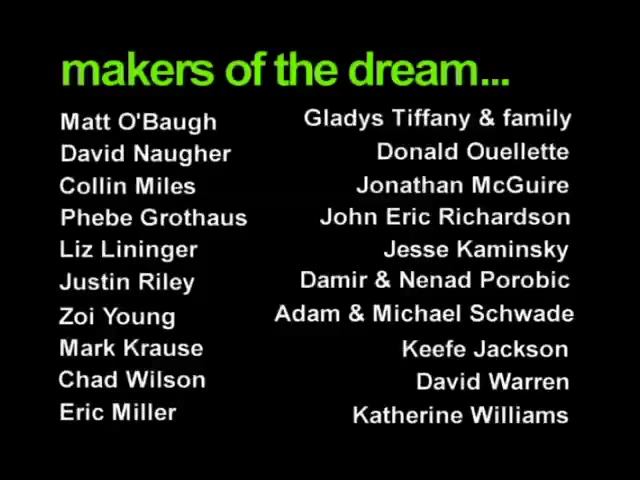 makers of the dream...
Matt O'Baugh
David Naugher
Collin Miles
Phebe Grothaus
Liz Lininger
Justin Riley
Zoi Young
Mark Krause
Chad Wilson
Eric Miller
Gladys Tiffany & family
Donald Ouellette
Jonathan McGuire
John Eric Richardson
Jesse Kaminsky
Damir & Nenad Porobic
Adam & Michael Schwade
Keefe Jackson
David Warren
Katherine Williams